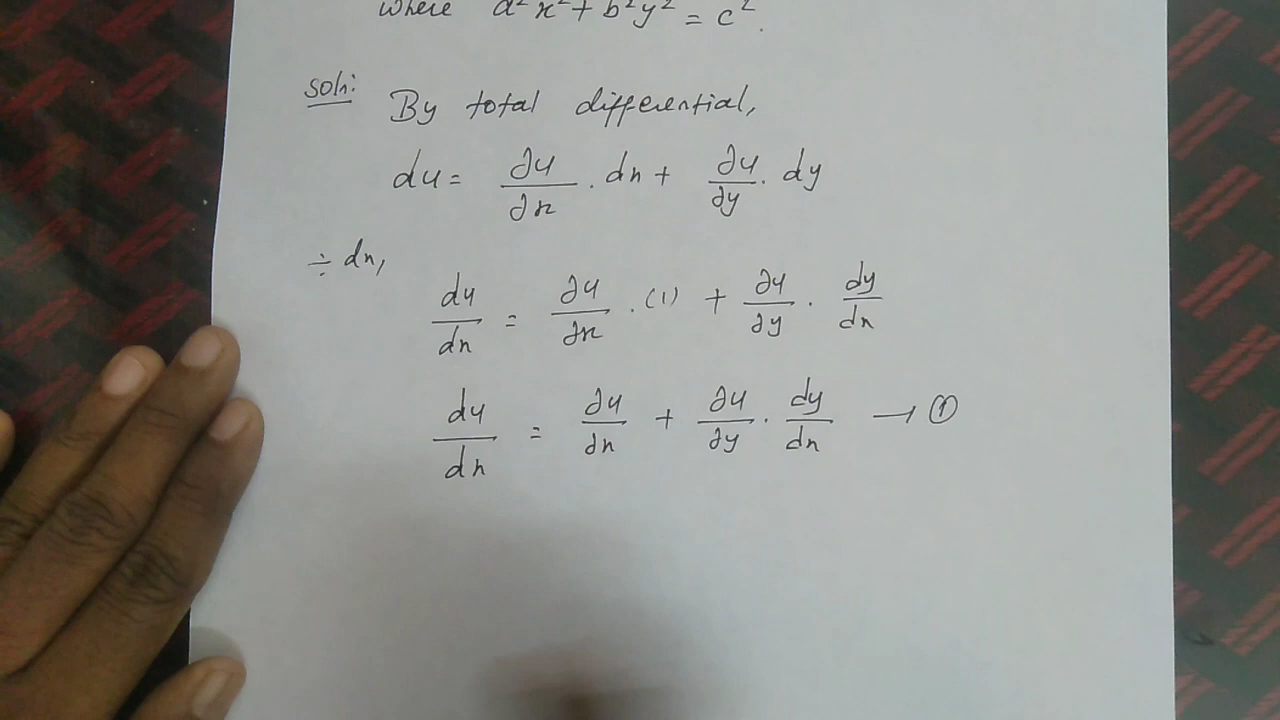 where a²x² + b²y² = c².
soln:
By total differential,
du = ∂u/∂x . dx + ∂u/∂y . dy
÷ dx,
du/dx = ∂u/∂x . (1) + ∂u/∂y . dy/dx
du/dx = ∂u/∂x + ∂u/∂y . dy/dx → ①